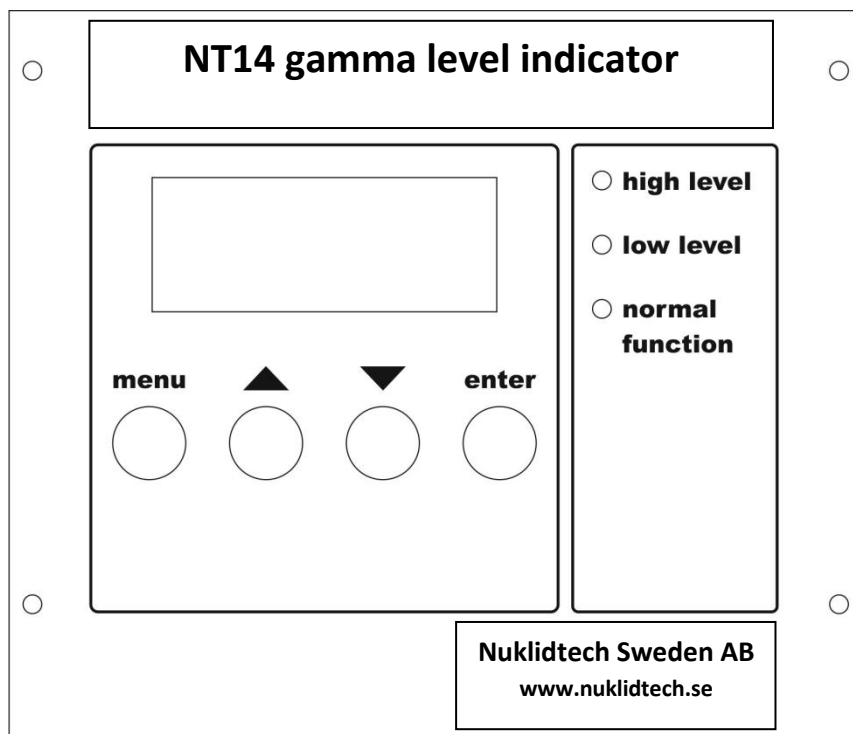 NT14 gamma level indicator
high level
low level
normal
function
menu
enter
Nuklidtech Sweden AB
www.nuklidtech.se